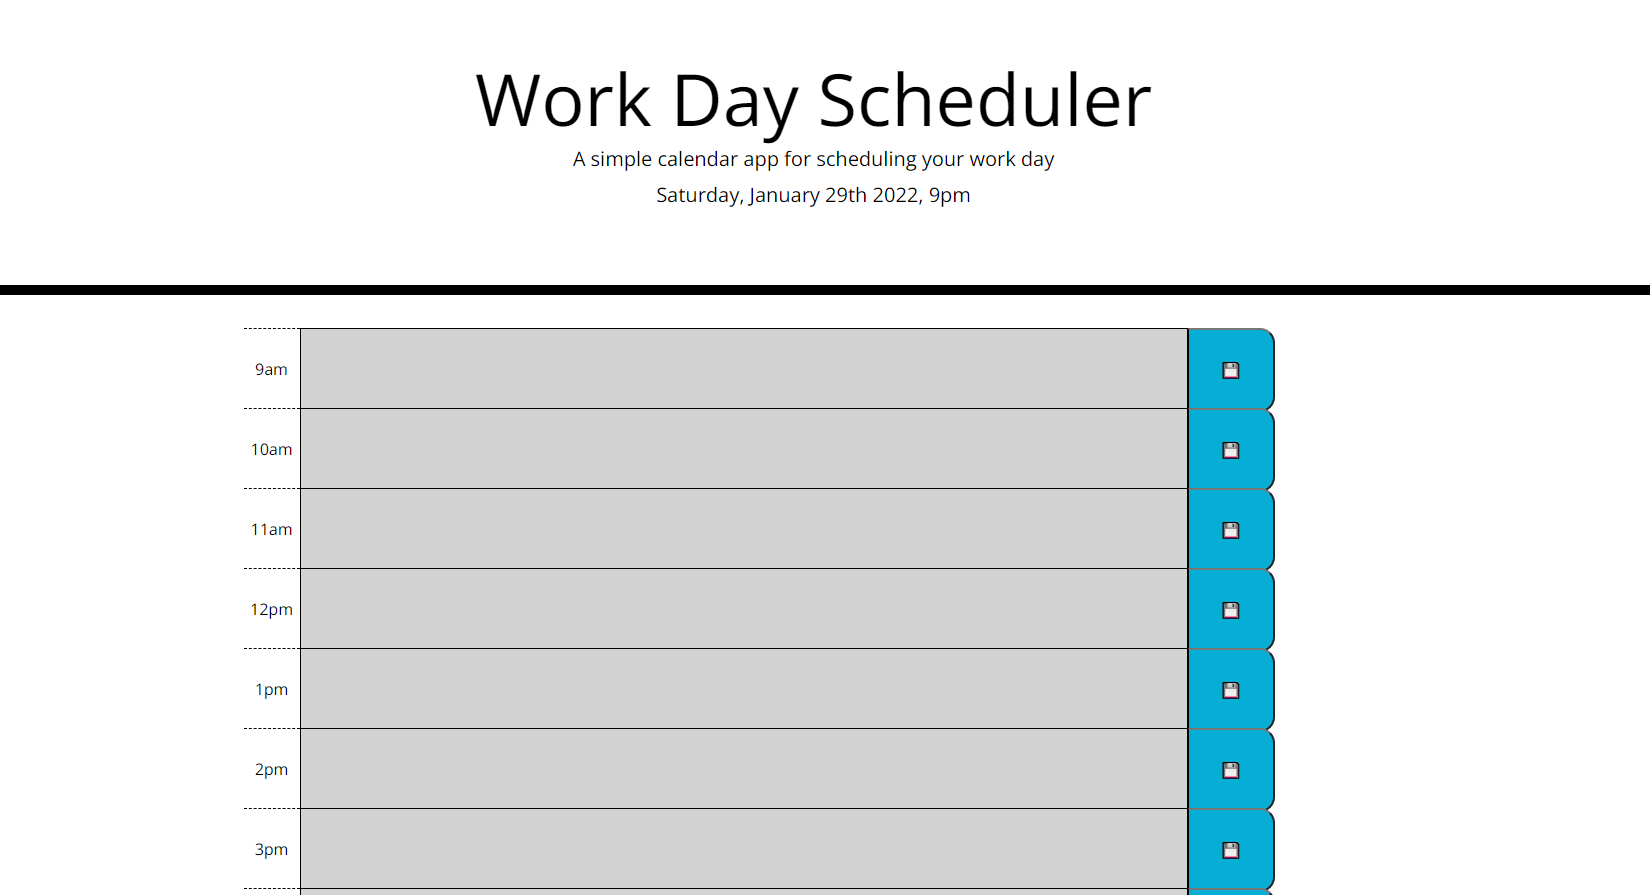 Work Day Scheduler
A simple calendar app for scheduling your work day
Saturday, January 29th 2022, 9pm
9am
10am
11am
12pm
1pm
2pm
3pm